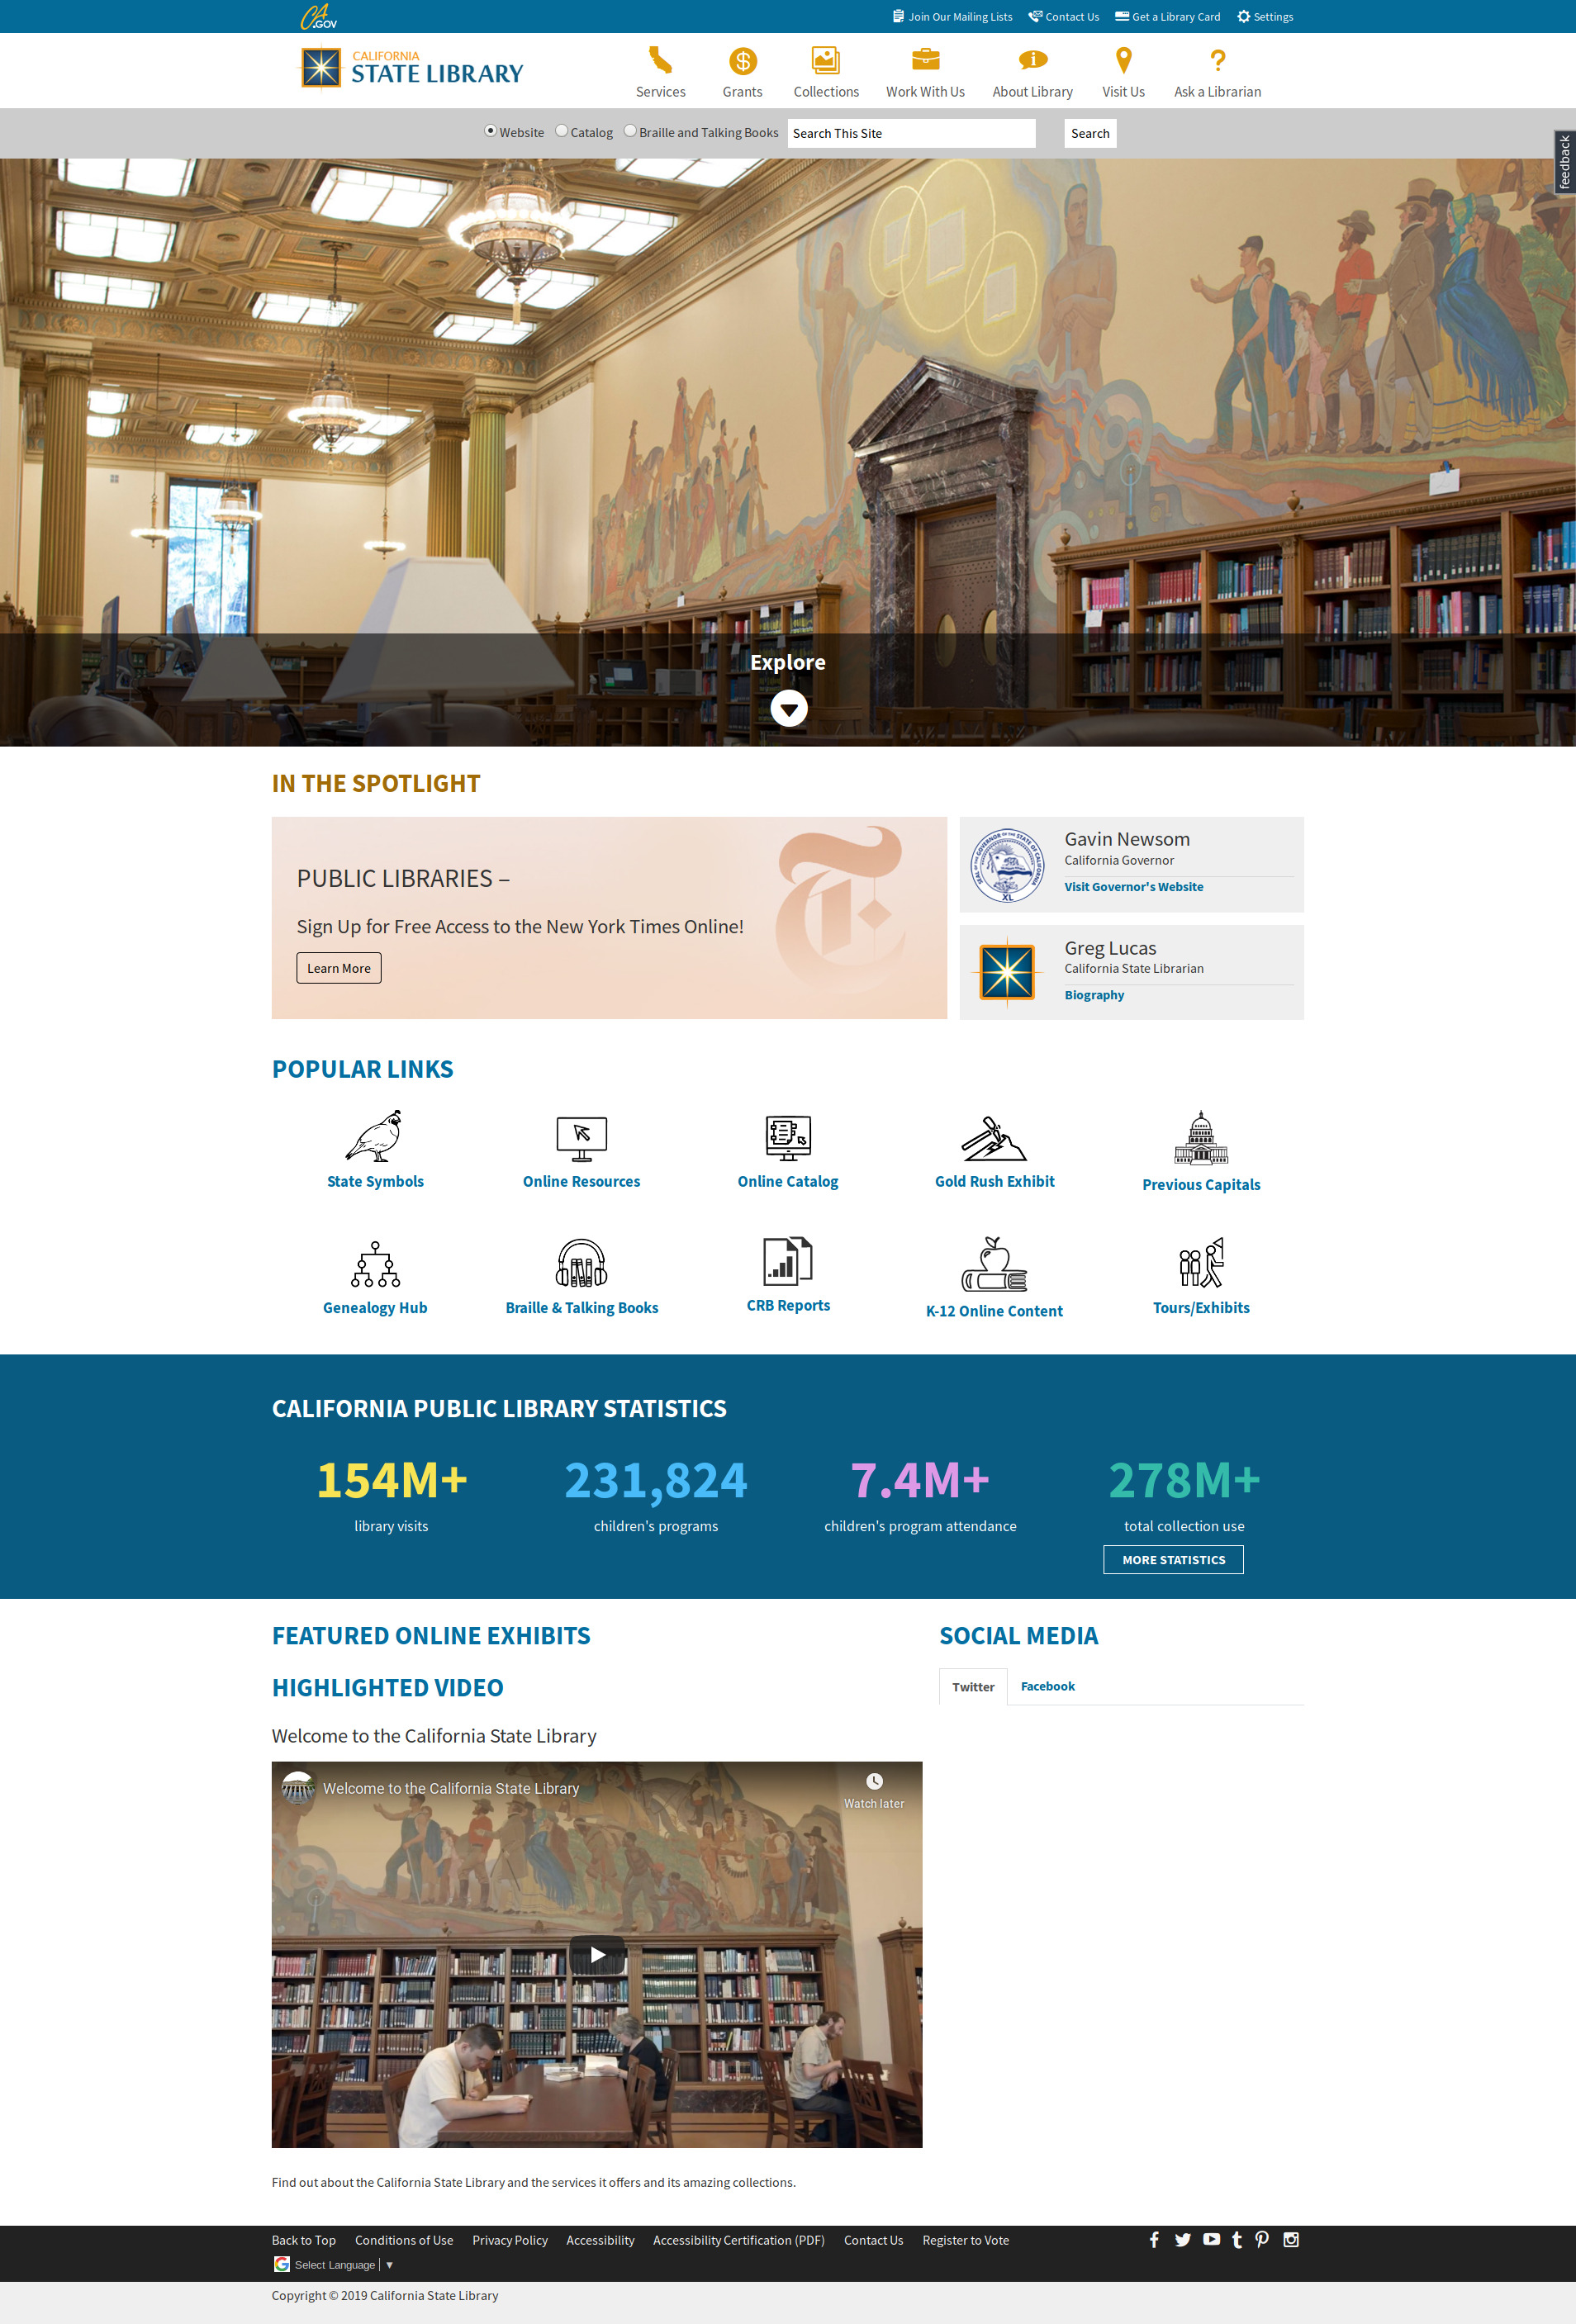 CA.GOV
Join Our Mailing Lists
Contact Us
Get a Library Card
Settings
CALIFORNIA
STATE LIBRARY
Services
Grants
Collections
Work With Us
About Library
Visit Us
Ask a Librarian
Website
Catalog
Braille and Talking Books
Search This Site
Search
feedback
Explore
IN THE SPOTLIGHT
PUBLIC LIBRARIES –
Sign Up for Free Access to the New York Times Online!
Learn More
Gavin Newsom
California Governor
Visit Governor's Website
Greg Lucas
California State Librarian
Biography
POPULAR LINKS
State Symbols
Online Resources
Online Catalog
Gold Rush Exhibit
Previous Capitals
Genealogy Hub
Braille & Talking Books
CRB Reports
K-12 Online Content
Tours/Exhibits
CALIFORNIA PUBLIC LIBRARY STATISTICS
154M+
library visits
231,824
children's programs
7.4M+
children's program attendance
278M+
total collection use
MORE STATISTICS
FEATURED ONLINE EXHIBITS
HIGHLIGHTED VIDEO
Welcome to the California State Library
Welcome to the California State Library
Watch later
Find out about the California State Library and the services it offers and its amazing collections.
SOCIAL MEDIA
Twitter
Facebook
Back to Top
Conditions of Use
Privacy Policy
Accessibility
Accessibility Certification (PDF)
Contact Us
Register to Vote
Select Language ▼
Copyright © 2019 California State Library